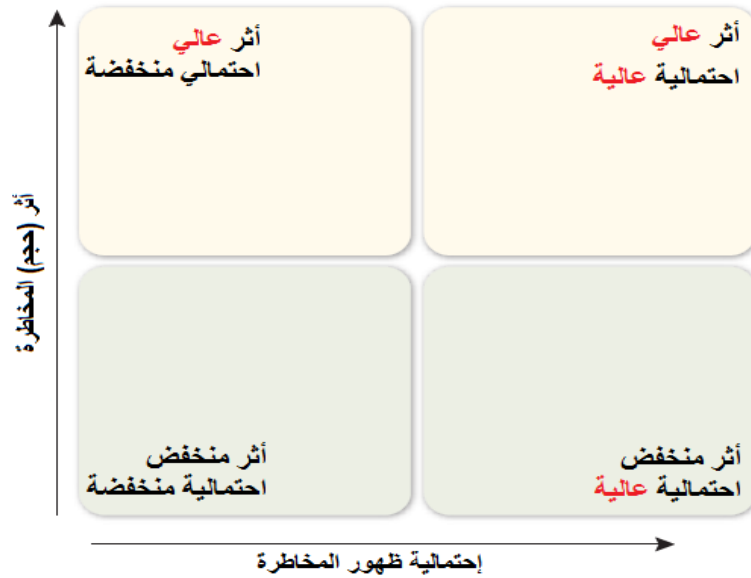 أثر عالي
احتمالية عالية
أثر عالي
احتمالي منخفضة
أثر (حجم) المخاطرة
أثر منخفض
احتمالية عالية
أثر منخفض
احتمالية منخفضة
إحتمالية ظهور المخاطرة